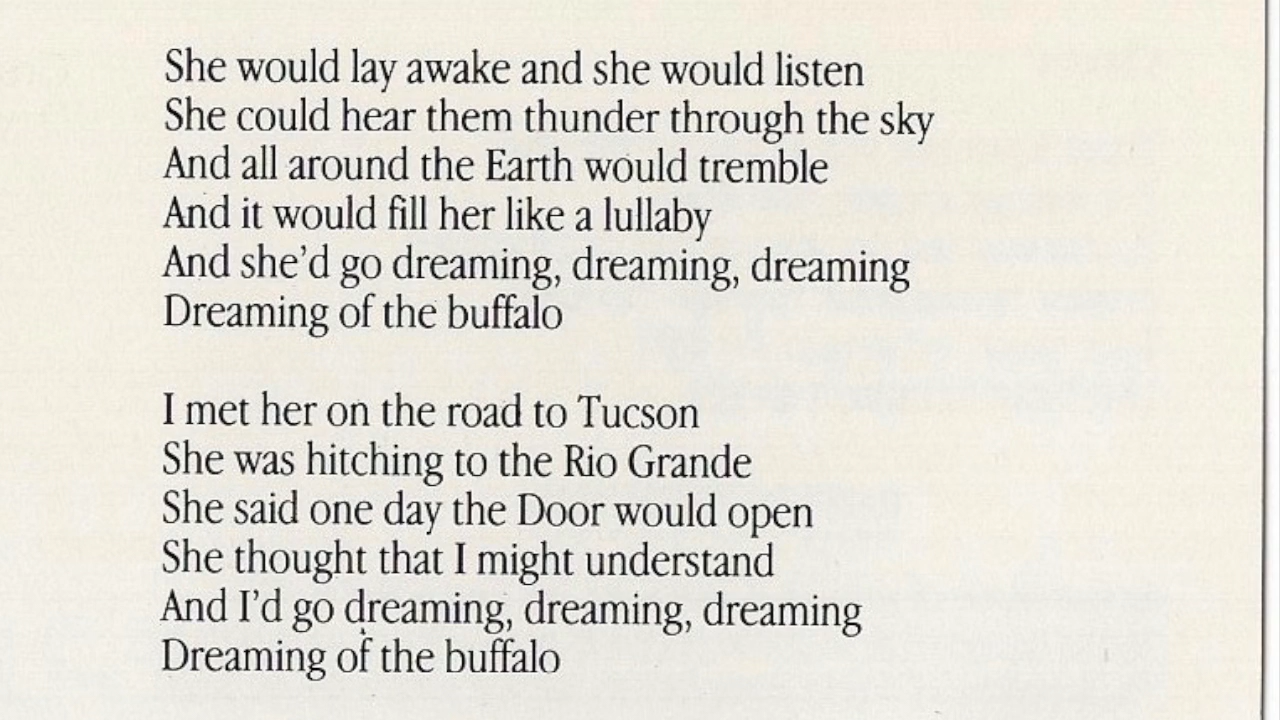 She would lay awake and she would listen
She could hear them thunder through the sky
And all around the Earth would tremble
And it would fill her like a lullaby
And she'd go dreaming, dreaming, dreaming
Dreaming of the buffalo

I met her on the road to Tucson
She was hitching to the Rio Grande
She said one day the Door would open
She thought that I might understand
And I'd go dreaming, dreaming, dreaming
Dreaming of the buffalo